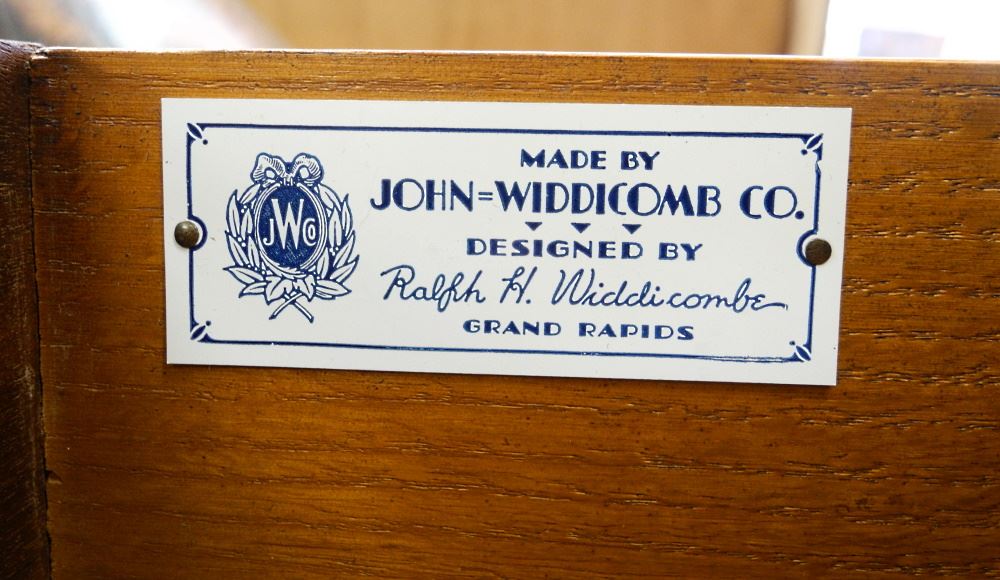 JWCo
MADE BY
JOHN=WIDDICOMB CO.
DESIGNED BY
Ralph H. Widdicombe
GRAND RAPIDS